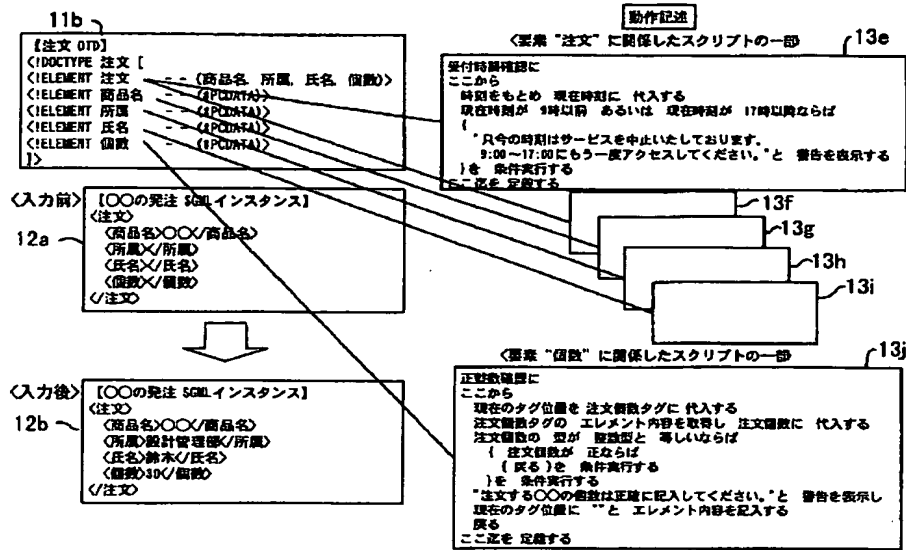 11b
【注文 DTD】
<!DOCTYPE 注文 [
<!ELEMENT 注文 - - (商品名, 所属, 氏名, 個数)>
<!ELEMENT 商品名 - - (#PCDATA)>
<!ELEMENT 所属 - - (#PCDATA)>
<!ELEMENT 氏名 - - (#PCDATA)>
<!ELEMENT 個数 - - (#PCDATA)>
]>
<入力前>
12a
【〇〇の発注 SGMLインスタンス】
<注文>
<商品名>〇〇</商品名>
<所属></所属>
<氏名></氏名>
<個数></個数>
</注文>
<入力後>
12b
【〇〇の発注 SGMLインスタンス】
<注文>
<商品名>〇〇</商品名>
<所属>設計管理部</所属>
<氏名>鈴木</氏名>
<個数>30</個数>
</注文>
動作記述
<要素 "注文" に関係したスクリプトの一部
13e
受付時間確認に
ここから
時刻をもとめ 現在時刻に 代入する
現在時刻が 9時以前 あるいは 現在時刻が 17時以降ならば
{
"只今の時刻はサービスを中止いたしております。
9:00〜17:00にもう一度アクセスしてください。"と 警告を表示する
}を 条件実行する
ここ迄を 定義する
13f
13g
13h
13i
<要素 "個数" に関係したスクリプトの一部
13j
正整数確認に
ここから
現在のタグ位置を 注文個数タグに 代入する
注文個数タグの エレメント内容を取得し 注文個数に 代入する
注文個数の 型が 整数型と 等しいならば
{ 注文個数が 正ならば
{ 戻る }を 条件実行する
}を 条件実行する
"注文する〇〇の個数は正確に記入してください。"と 警告を表示し
現在のタグ位置に ""と エレメント内容を記入する
戻る
ここ迄を 定義する